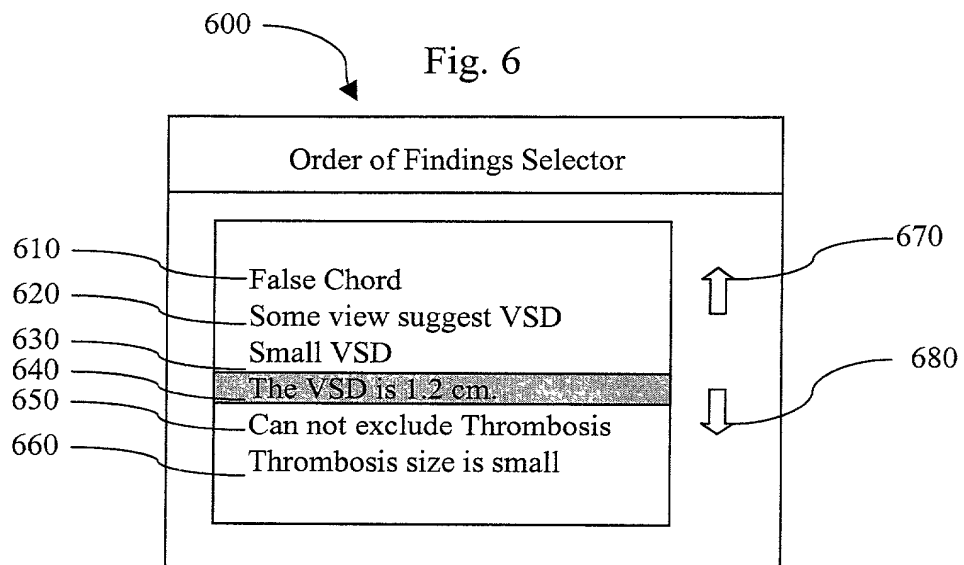 600
Fig. 6
Order of Findings Selector
610
False Chord
670
620
Some view suggest VSD
630
Small VSD
680
640
The VSD is 1.2 cm.
650
Can not exclude Thrombosis
660
Thrombosis size is small